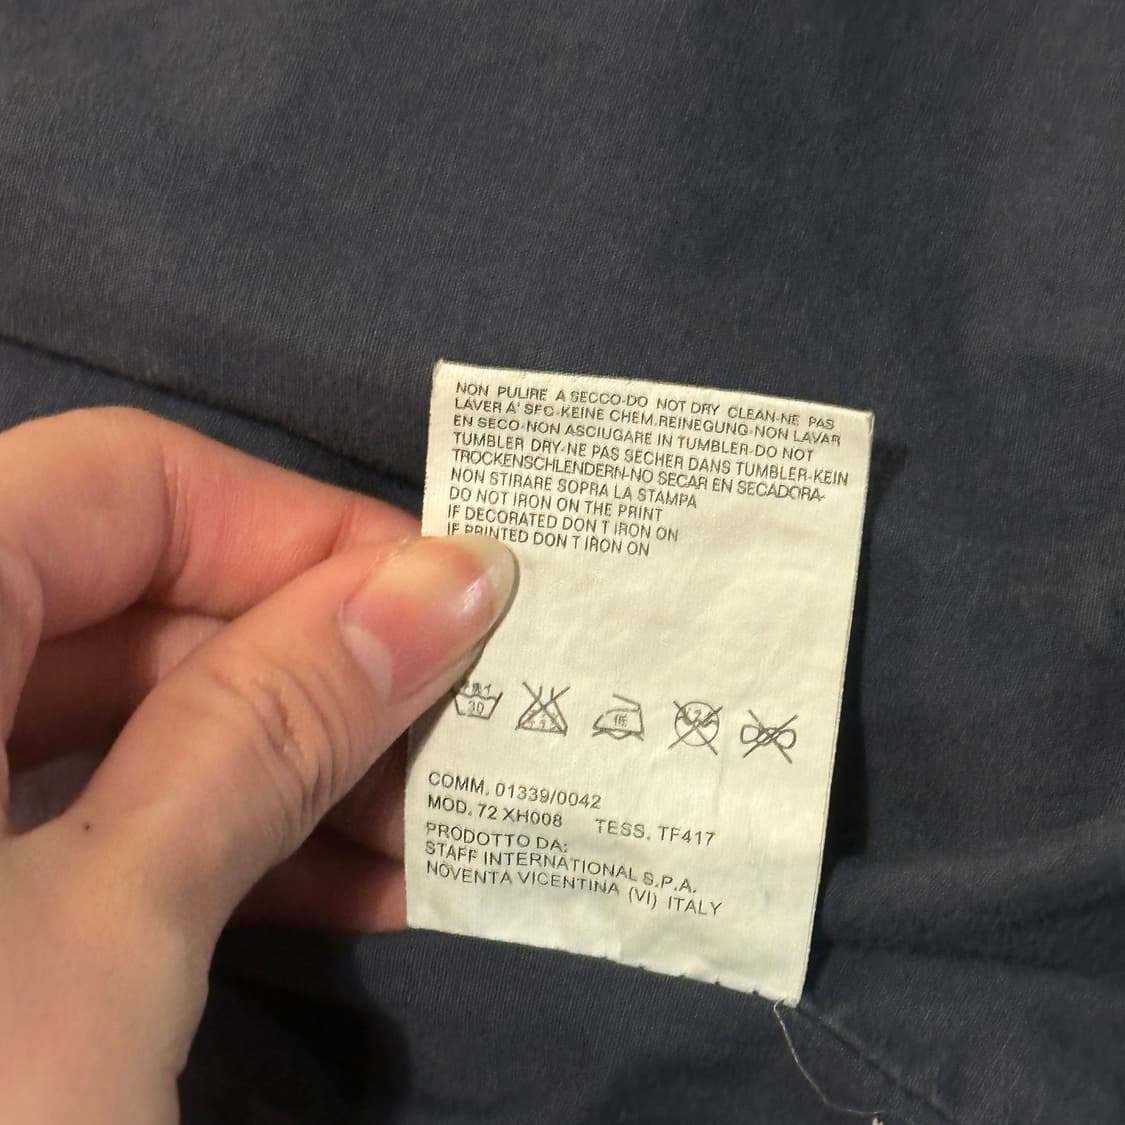 NON PULIRE A SECCO-DO NOT DRY CLEAN-NE PAS
LAVER A' SEC-KEINE CHEM.REINEGUNG-NON LAVAR
EN SECO-NON ASCIUGARE IN TUMBLER-DO NOT
TUMBLER DRY-NE PAS SECHER DANS TUMBLER-KEIN
TROCKENSCHLENDERN-NO SECAR EN SECADORA-
NON STIRARE SOPRA LA STAMPA
DO NOT IRON ON THE PRINT
IF DECORATED DON T IRON ON
IF PRINTED DON T IRON ON
30
COMM. 01339/0042
MOD. 72 XH008 TESS. TF417
PRODOTTO DA:
STAFF INTERNATIONAL S.P.A.
NOVENTA VICENTINA (VI) ITALY